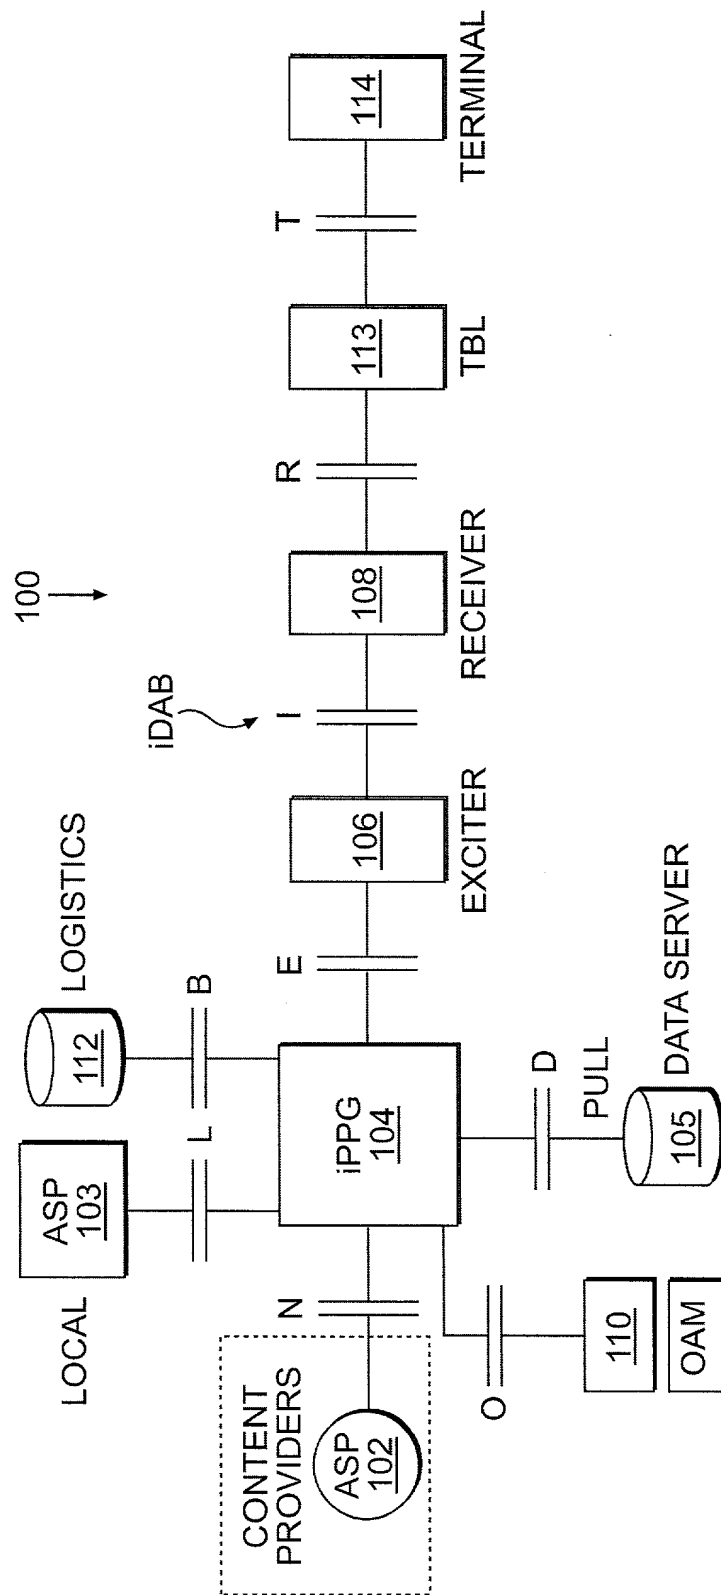 100
LOCAL
ASP
103
L
LOGISTICS
112
B
CONTENT
PROVIDERS
ASP
102
N
iPPG
104
E
EXCITER
106
iDAB
I
RECEIVER
108
R
TBL
113
T
TERMINAL
114
O
110
OAM
D
PULL
DATA SERVER
105